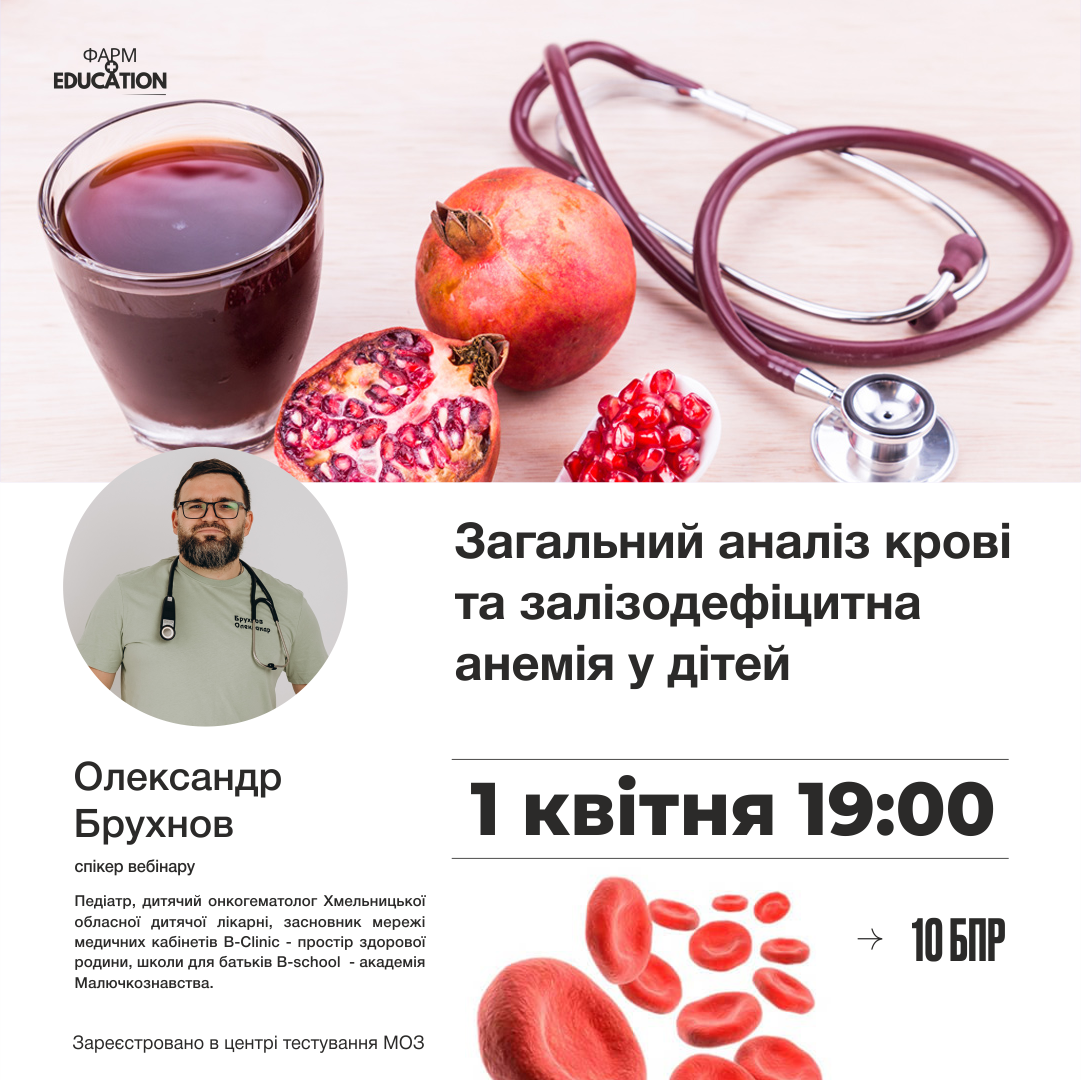 ФАРМ
EDUCATION
Загальний аналіз крові
та залізодефіцитна
анемія у дітей
Брухнов
Олександр
Олександр
Брухнов
спікер вебінару
Педіатр, дитячий онкогематолог Хмельницької
обласної дитячої лікарні, засновник мережі
медичних кабінетів B-Clinic - простір здорової
родини, школи для батьків B-school - академія
Малючкознавства.
Зареєстровано в центрі тестування МОЗ
1 квітня 19:00
→ 10 БПР